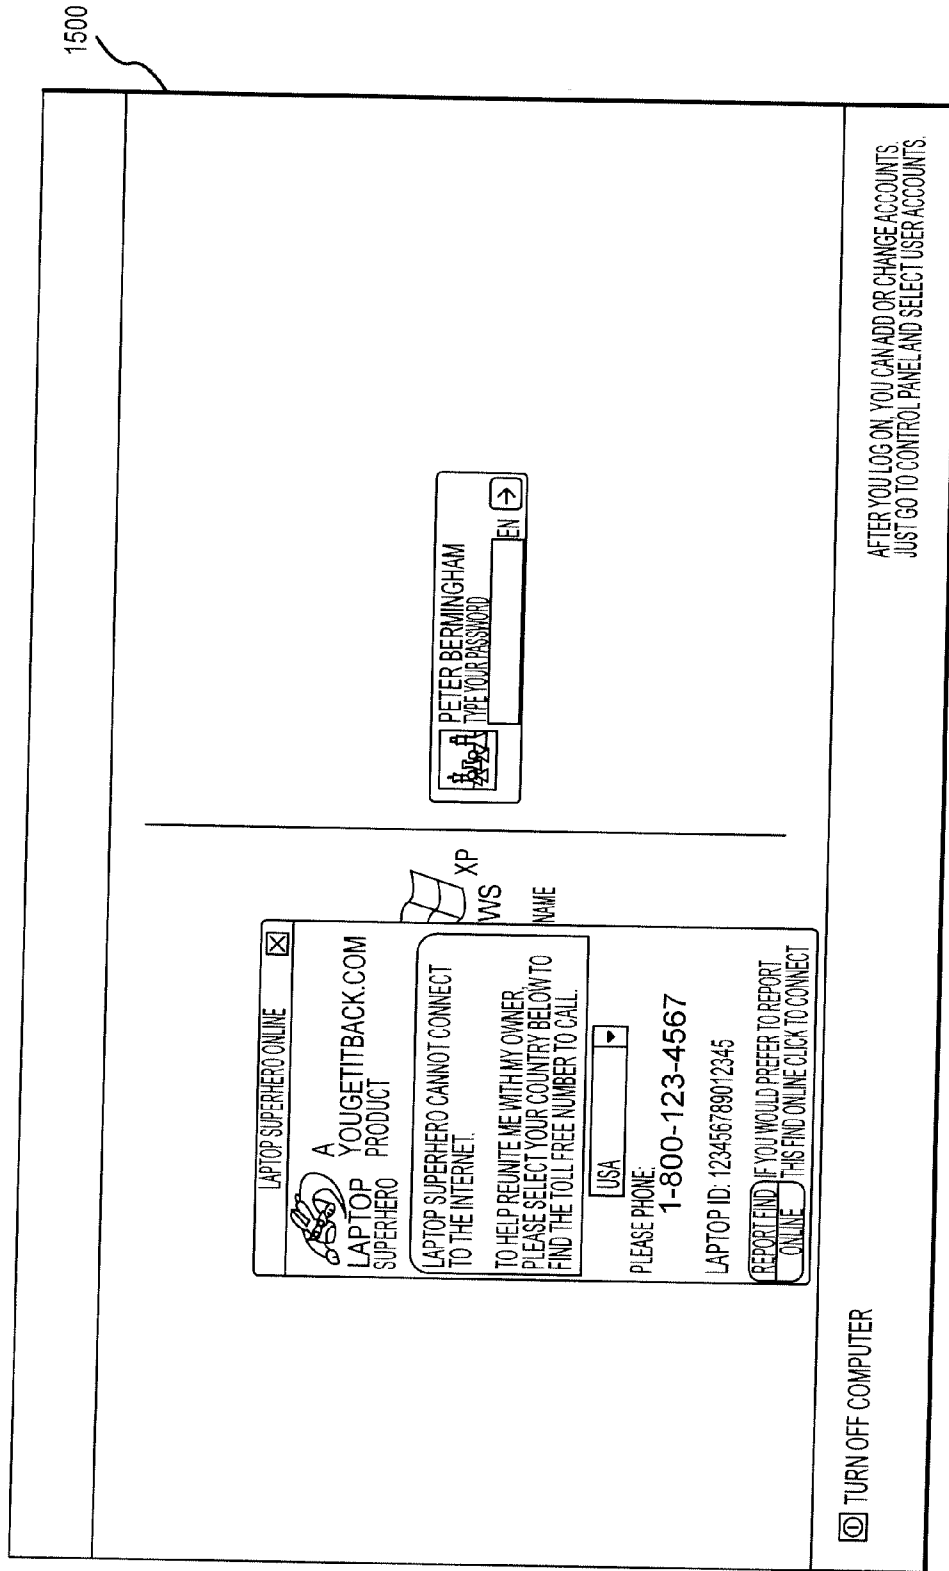 1500
LAPTOP SUPERHERO ONLINE
LAPTOP
SUPERHERO
A
YOUGETITBACK.COM
PRODUCT
LAPTOP SUPERHERO CANNOT CONNECT
TO THE INTERNET.
TO HELP REUNITE ME WITH MY OWNER,
PLEASE SELECT YOUR COUNTRY BELOW TO
FIND THE TOLL FREE NUMBER TO CALL.
USA
PLEASE PHONE:
1-800-123-4567
LAPTOP ID: 123456789012345
REPORT FIND
ONLINE
IF YOU WOULD PREFER TO REPORT
THIS FIND ONLINE CLICK TO CONNECT
XP
WS
NAME
PETER BERMINGHAM
TYPE YOUR PASSWORD
EN
TURN OFF COMPUTER
AFTER YOU LOG ON, YOU CAN ADD OR CHANGE ACCOUNTS.
JUST GO TO CONTROL PANEL AND SELECT USER ACCOUNTS.